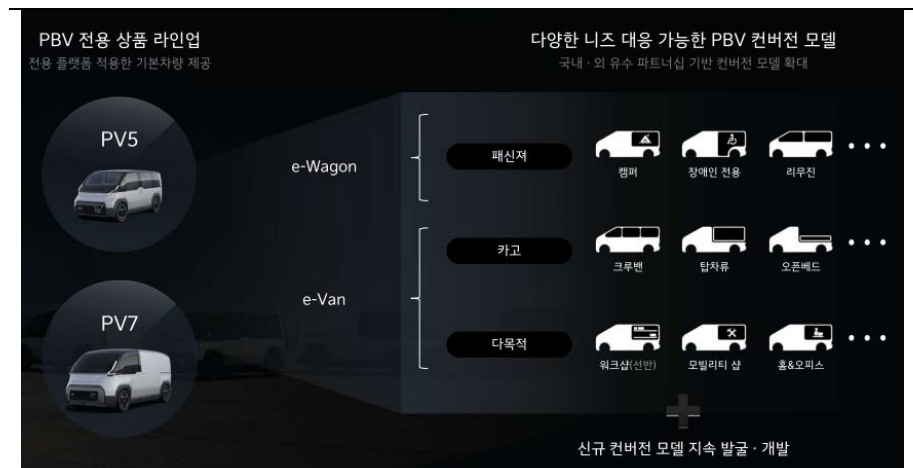 PBV 전용 상품 라인업
전용 플랫폼 적용한 기본차량 제공
다양한 니즈 대응 가능한 PBV 컨버전 모델
국내·외 유수 파트너십 기반 컨버전 모델 확대
PV5
e-Wagon
패신져
캠퍼
장애인 전용
리무진
카고
크루밴
탑차류
오픈베드
e-Van
PV7
다목적
워크샵(선반)
모빌리티 샵
홈&오피스
신규 컨버전 모델 지속 발굴·개발